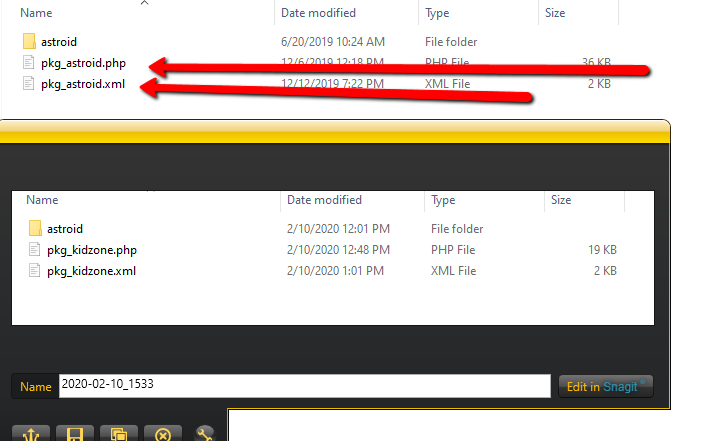 Name Date modified Type Size
astroid 6/20/2019 10:24 AM File folder
pkg_astroid.php 12/6/2019 12:18 PM PHP File 36 KB
pkg_astroid.xml 12/12/2019 7:22 PM XML File 2 KB
Name Date modified Type Size
astroid 2/10/2020 12:01 PM File folder
pkg_kidzone.php 2/10/2020 12:48 PM PHP File 19 KB
pkg_kidzone.xml 2/10/2020 1:01 PM XML File 2 KB
Name 2020-02-10_1533 Edit in Snagit